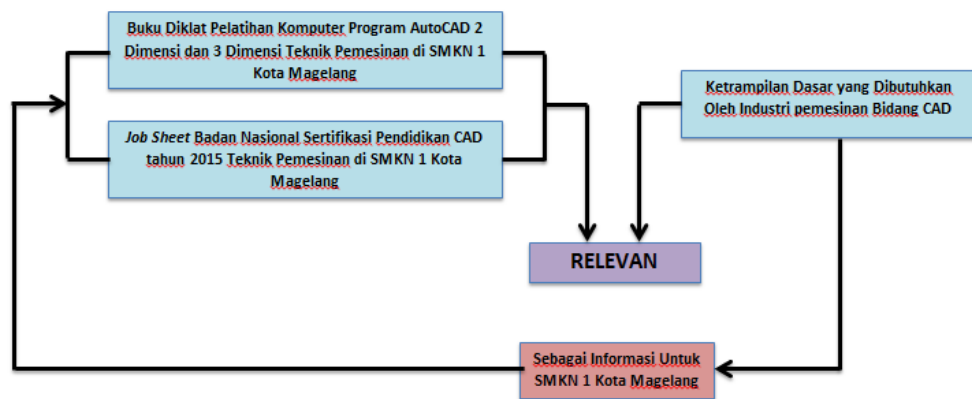 Buku Diklat Pelatihan Komputer Program AutoCAD 2
Dimensi dan 3 Dimensi Teknik Pemesinan di SMKN 1
Kota Magelang
Ketrampilan Dasar yang Dibutuhkan
Oleh Industri pemesinan Bidang CAD
Job Sheet Badan Nasional Sertifikasi Pendidikan CAD
tahun 2015 Teknik Pemesinan di SMKN 1 Kota
Magelang
RELEVAN
Sebagai Informasi Untuk
SMKN 1 Kota Magelang